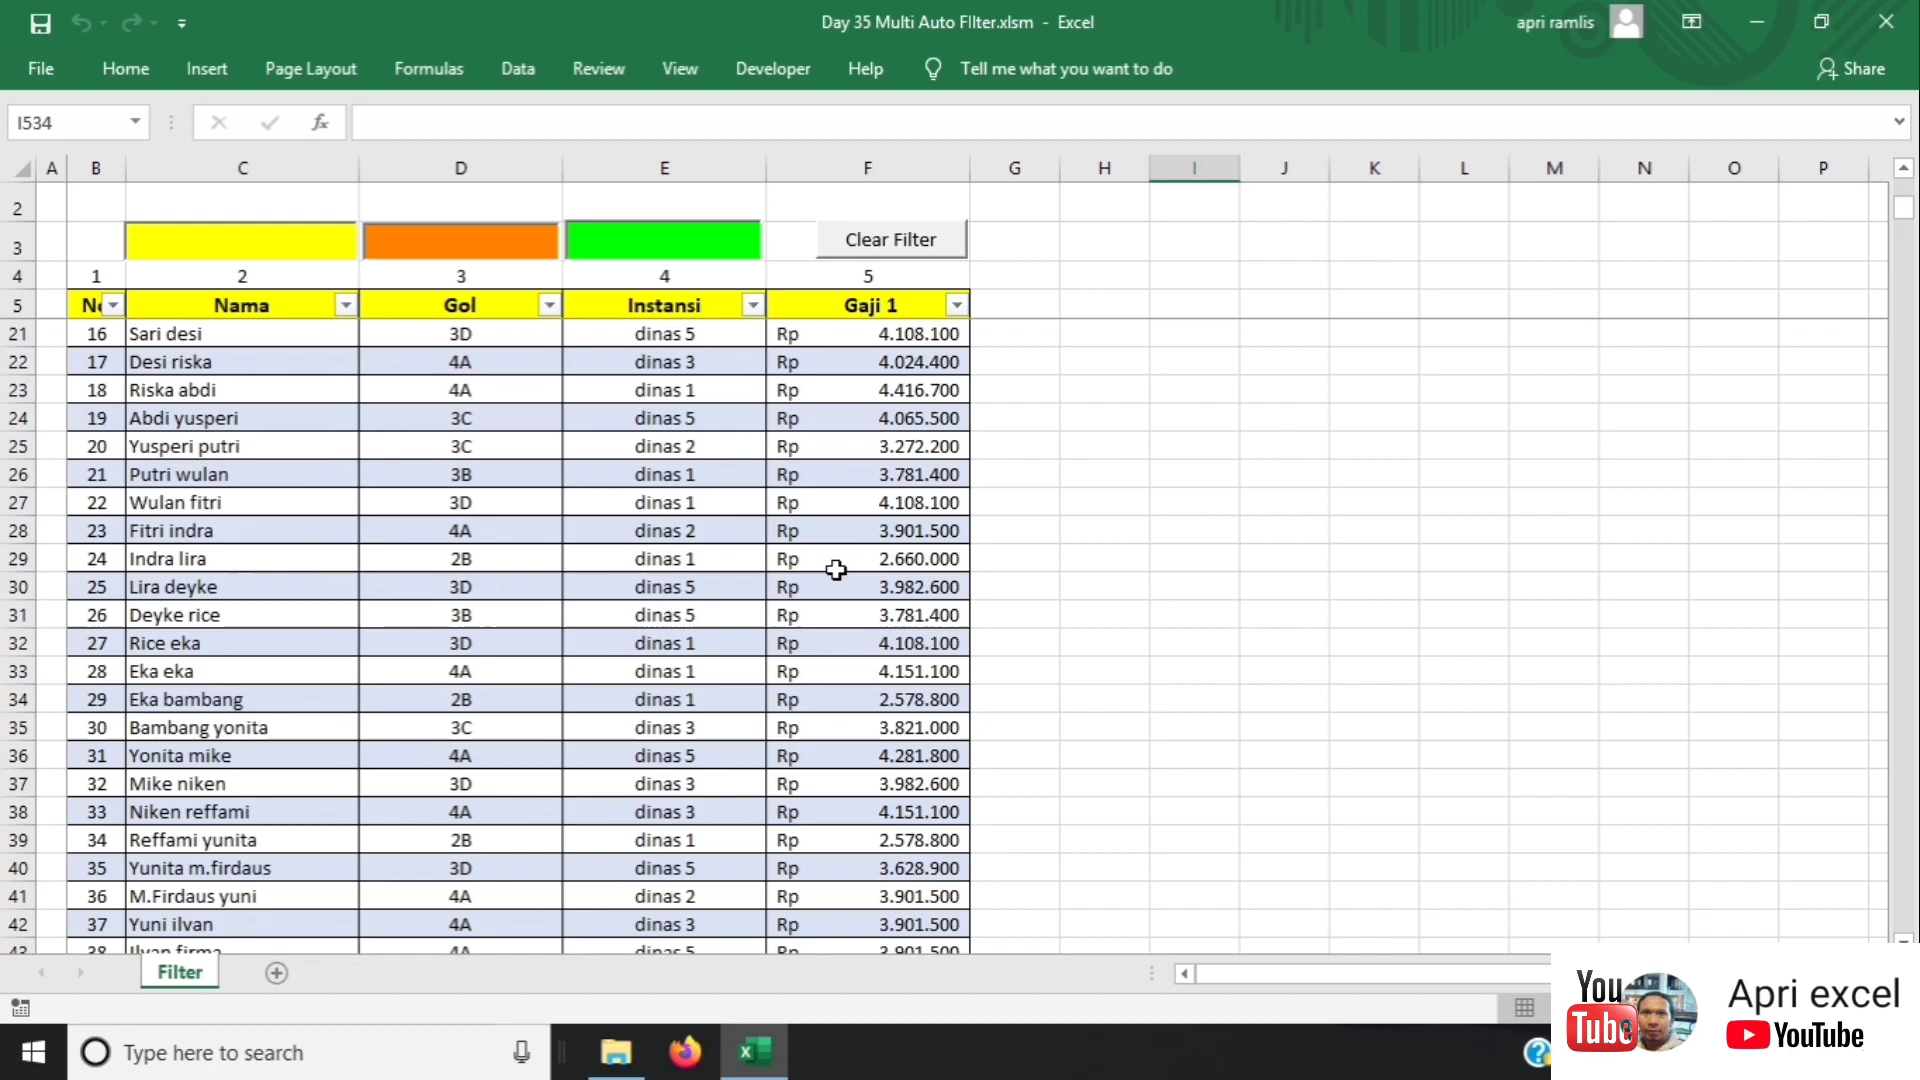 Day 35 Multi Auto FIlter.xlsm - Excel
apri ramlis
File Home Insert Page Layout Formulas Data Review View Developer Help Tell me what you want to do Share
I534 fx
A B C D E F G H I J K L M N O P
2
3 Clear Filter
4 1 2 3 4 5
5 Nama Gol Instansi Gaji 1
21 16 Sari desi 3D dinas 5 Rp 4.108.100
22 17 Desi riska 4A dinas 3 Rp 4.024.400
23 18 Riska abdi 4A dinas 1 Rp 4.416.700
24 19 Abdi yusperi 3C dinas 5 Rp 4.065.500
25 20 Yusperi putri 3C dinas 2 Rp 3.272.200
26 21 Putri wulan 3B dinas 1 Rp 3.781.400
27 22 Wulan fitri 3D dinas 1 Rp 4.108.100
28 23 Fitri indra 4A dinas 2 Rp 3.901.500
29 24 Indra lira 2B dinas 1 Rp 2.660.000
30 25 Lira deyke 3D dinas 5 Rp 3.982.600
31 26 Deyke rice 3B dinas 5 Rp 3.781.400
32 27 Rice eka 3D dinas 1 Rp 4.108.100
33 28 Eka eka 4A dinas 1 Rp 4.151.100
34 29 Eka bambang 2B dinas 1 Rp 2.578.800
35 30 Bambang yonita 3C dinas 3 Rp 3.821.000
36 31 Yonita mike 4A dinas 5 Rp 4.281.800
37 32 Mike niken 3D dinas 3 Rp 3.982.600
38 33 Niken reffami 4A dinas 3 Rp 4.151.100
39 34 Reffami yunita 2B dinas 1 Rp 2.578.800
40 35 Yunita m.firdaus 3D dinas 5 Rp 3.628.900
41 36 M.Firdaus yuni 4A dinas 2 Rp 3.901.500
42 37 Yuni ilvan 4A dinas 3 Rp 3.901.500
43 38 Ilvan firma 4A dinas 5 Rp 3.901.500
Filter
You Tube
Apri excel
YouTube
Type here to search